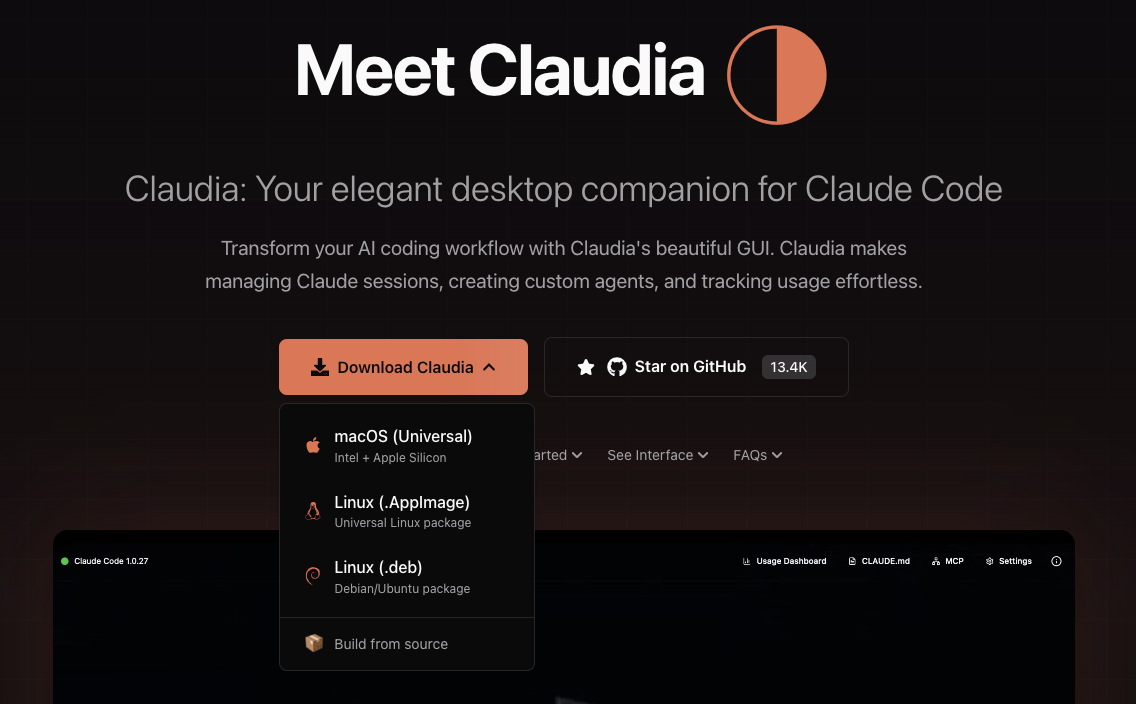 Meet Claudia
Claudia: Your elegant desktop companion for Claude Code
Transform your AI coding workflow with Claudia's beautiful GUI. Claudia makes
managing Claude sessions, creating custom agents, and tracking usage effortless.
Download Claudia
Star on GitHub 13.4K
macOS (Universal)
Intel + Apple Silicon
Linux (.AppImage)
Universal Linux package
Linux (.deb)
Debian/Ubuntu package
Build from source
See Interface
FAQs
Claude Code 1.0.27
Usage Dashboard
CLAUDE.md
MCP
Settings